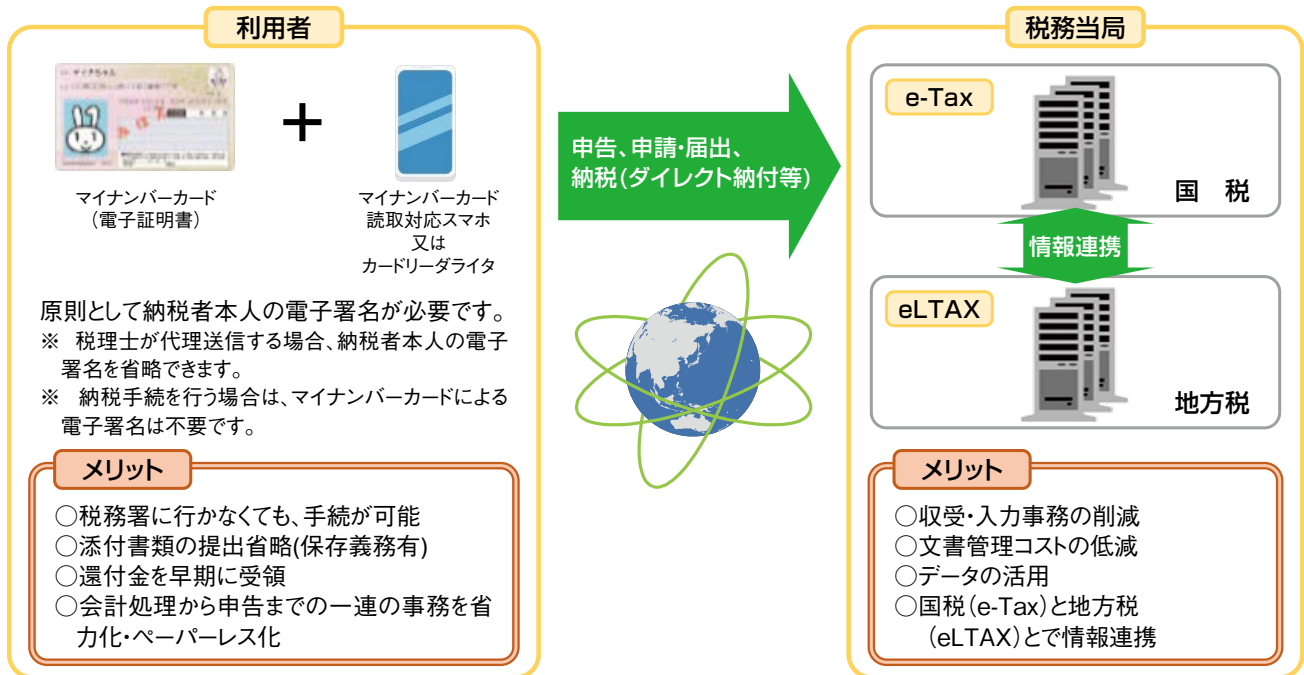 利用者
マイナちゃん
みほん
マイナンバーカード
(電子証明書)
+
マイナンバーカード
読取対応スマホ
又は
カードリーダライタ
原則として納税者本人の電子署名が必要です。
※ 税理士が代理送信する場合、納税者本人の電子
署名を省略できます。
※ 納税手続を行う場合は、マイナンバーカードによる
電子署名は不要です。
メリット
○税務署に行かなくても、手続が可能
○添付書類の提出省略(保存義務有)
○還付金を早期に受領
○会計処理から申告までの一連の事務を省
力化・ペーパーレス化
申告、申請・届出、
納税(ダイレクト納付等)
税務当局
e-Tax
国 税
情報連携
eLTAX
地方税
メリット
○収受・入力事務の削減
○文書管理コストの低減
○データの活用
○国税(e-Tax)と地方税
(eLTAX)とで情報連携